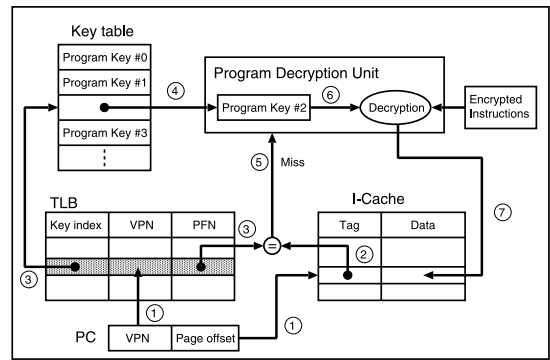 Key table
Program Key #0
Program Key #1
Program Key #3
Program Decryption Unit
Program Key #2
Decryption
Encrypted
Instructions
4
6
5
Miss
7
TLB
Key index VPN PFN
3
3
=
I-Cache
Tag Data
2
1
1
PC VPN Page offset